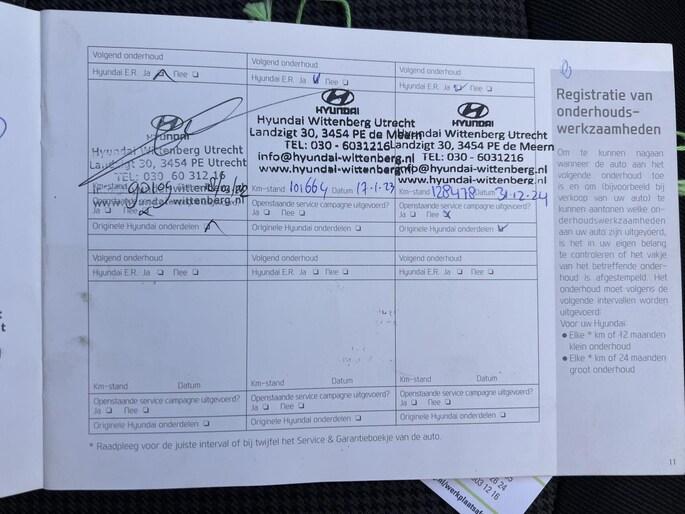 Volgend onderhoud
Hyundai E.R. Ja ❑ Nee ❑
HYUNDAI
Hyundai Wittenberg Utrecht
Landzigt 30, 3454 PE Utrecht
TEL: 030 60 312 16
www.hyundai-wittenberg.nl
Km-stand
Ja ❑ Nee ❑
Originele Hyundai onderdelen ❑
Volgend onderhoud
Hyundai E.R. Ja ❑ Nee ❑
HYUNDAI
Hyundai Wittenberg Utrecht
Landzigt 30, 3454 PE de Meern
TEL: 030 - 6031216
info@hyundai-wittenberg.nl
www.hyundai-wittenberg.nl
Km-stand 101664 Datum 17-1-23
Openstaande service campagne uitgevoerd?
Ja ❑ Nee ❑
Originele Hyundai onderdelen ❑
Volgend onderhoud
Hyundai E.R. Ja ❑ Nee ❑
HYUNDAI
Hyundai Wittenberg Utrecht
Landzigt 30, 3454 PE de Meern
TEL: 030 - 6031216
info@hyundai-wittenberg.nl
www.hyundai-wittenberg.nl
Km-stand 128478 Datum 31-12-24
Openstaande service campagne uitgevoerd?
Ja ❑ Nee ❑
Originele Hyundai onderdelen ❑
Volgend onderhoud
Hyundai E.R. Ja ❑ Nee ❑
Km-stand Datum
Openstaande service campagne uitgevoerd?
Ja ❑ Nee ❑
Originele Hyundai onderdelen ❑
Volgend onderhoud
Hyundai E.R. Ja ❑ Nee ❑
Km-stand Datum
Openstaande service campagne uitgevoerd?
Ja ❑ Nee ❑
Originele Hyundai onderdelen ❑
Volgend onderhoud
Hyundai E.R. Ja ❑ Nee ❑
Km-stand Datum
Openstaande service campagne uitgevoerd?
Ja ❑ Nee ❑
Originele Hyundai onderdelen ❑
* Raadpleeg voor de juiste interval of bij twijfel het Service & Garantieboekje van de auto.
Registratie van
onderhouds-
werkzaamheden
Om te kunnen nagaan
wanneer de auto aan het
volgende onderhoud toe
is en om (bijvoorbeeld bij
verkoop van uw auto) te
kunnen aantonen welke on-
derhoudswerkzaamheden
aan uw auto zijn uitgevoerd,
is het in uw eigen belang
te controleren of het vakje
van het betreffende onder-
houd is afgestempeld. Het
onderhoud moet volgens de
volgende intervallen worden
uitgevoerd:
Voor uw Hyundai:
● Elke * km of 12 maanden
klein onderhoud
● Elke * km of 24 maanden
groot onderhoud
11